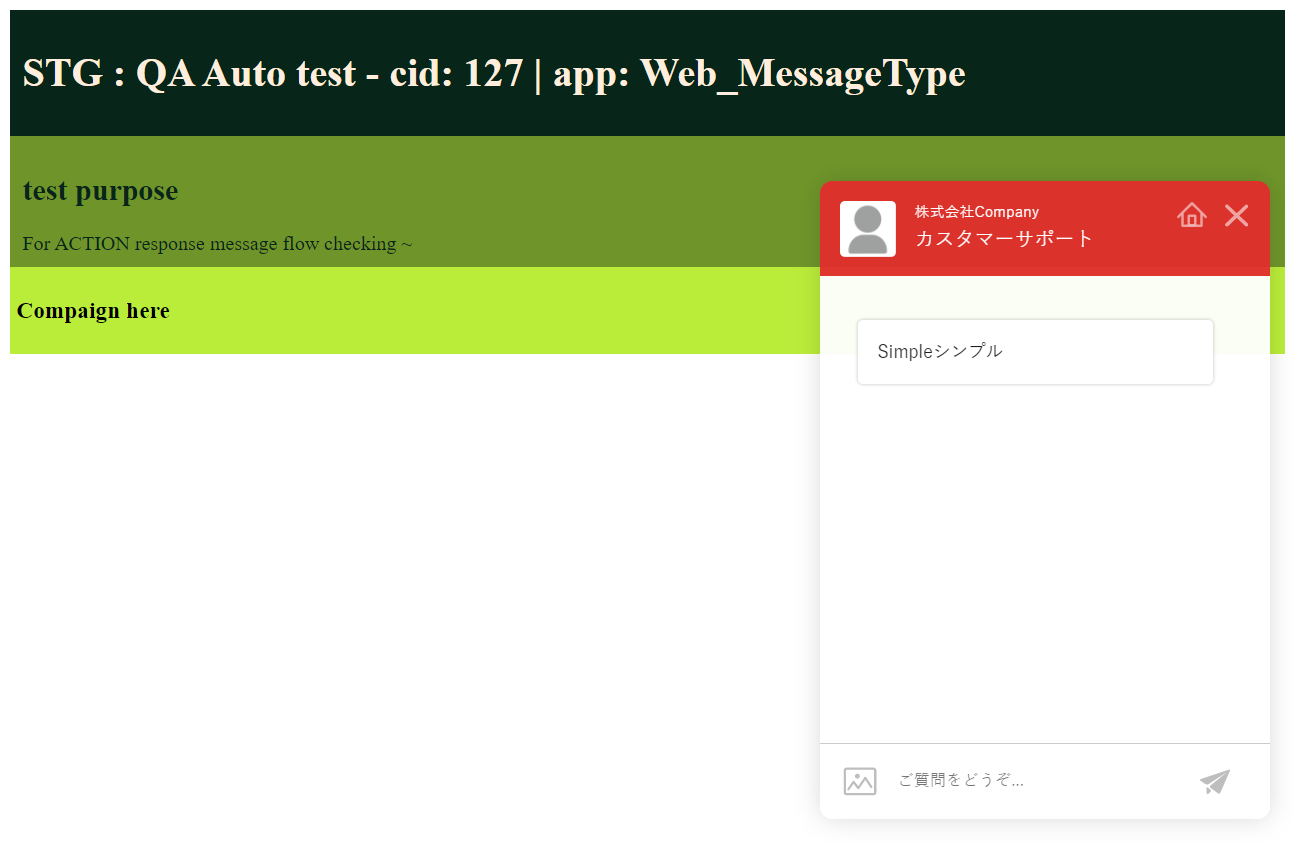 STG : QA Auto test - cid: 127 | app: Web_MessageType
test purpose
For ACTION response message flow checking ~
Compaign here
株式会社Company
カスタマーサポート
Simpleシンプル
ご質問をどうぞ...